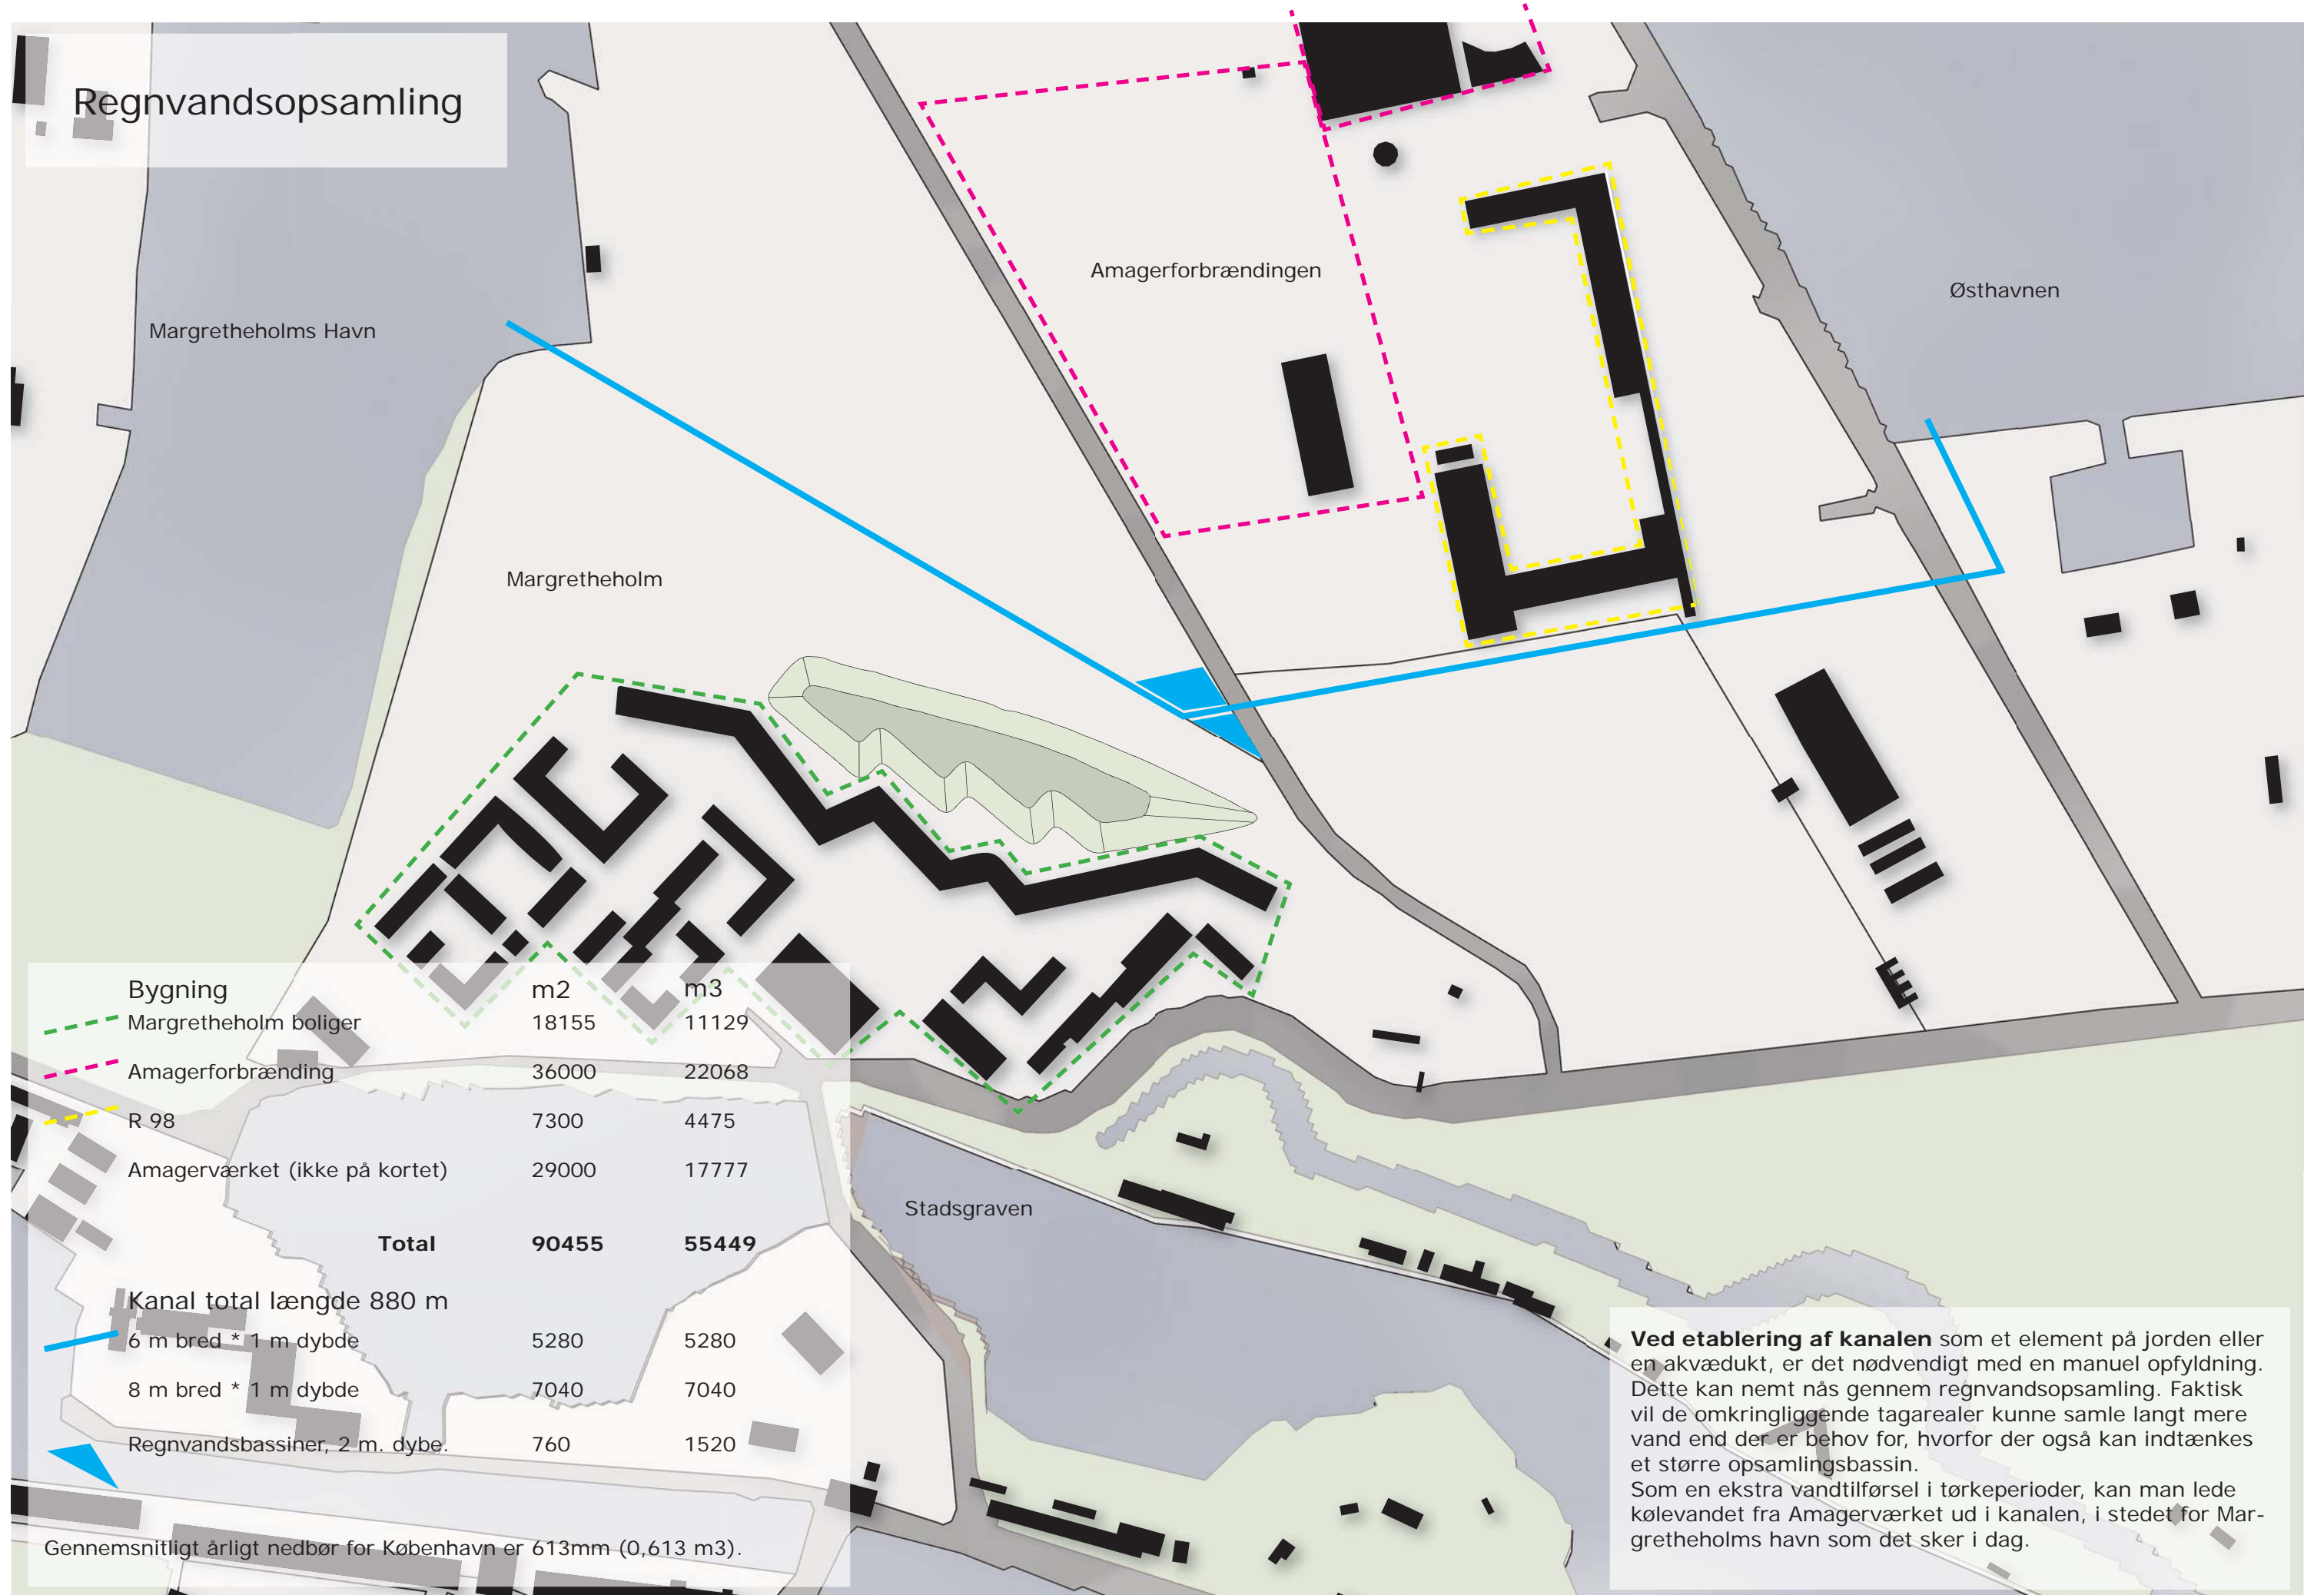 Regnvandsopsamling
Amagerforbrændingen
Østhavnen
Margretheholms Havn
Margretheholm
Bygning m2 m3
Margretheholm boliger 18155 11129
Amagerforbrænding 36000 22068
R 98 7300 4475
Amagerværket (ikke på kortet) 29000 17777
Total 90455 55449
Kanal total længde 880 m
6 m bred * 1 m dybde 5280 5280
8 m bred * 1 m dybde 7040 7040
Regnvandsbassiner, 2 m. dybe. 760 1520
Gennemsnitligt årligt nedbør for København er 613mm (0,613 m3).
Stadsgraven
Ved etablering af kanalen som et element på jorden eller
en akvædukt, er det nødvendigt med en manuel opfyldning.
Dette kan nemt nås gennem regnvandsopsamling. Faktisk
vil de omkringliggende tagarealer kunne samle langt mere
vand end der er behov for, hvorfor der også kan indtænkes
et større opsamlingsbassin.
Som en ekstra vandtilførsel i tørkeperioder, kan man lede
kølevandet fra Amagerværket ud i kanalen, i stedet for Mar-
gretheholms havn som det sker i dag.